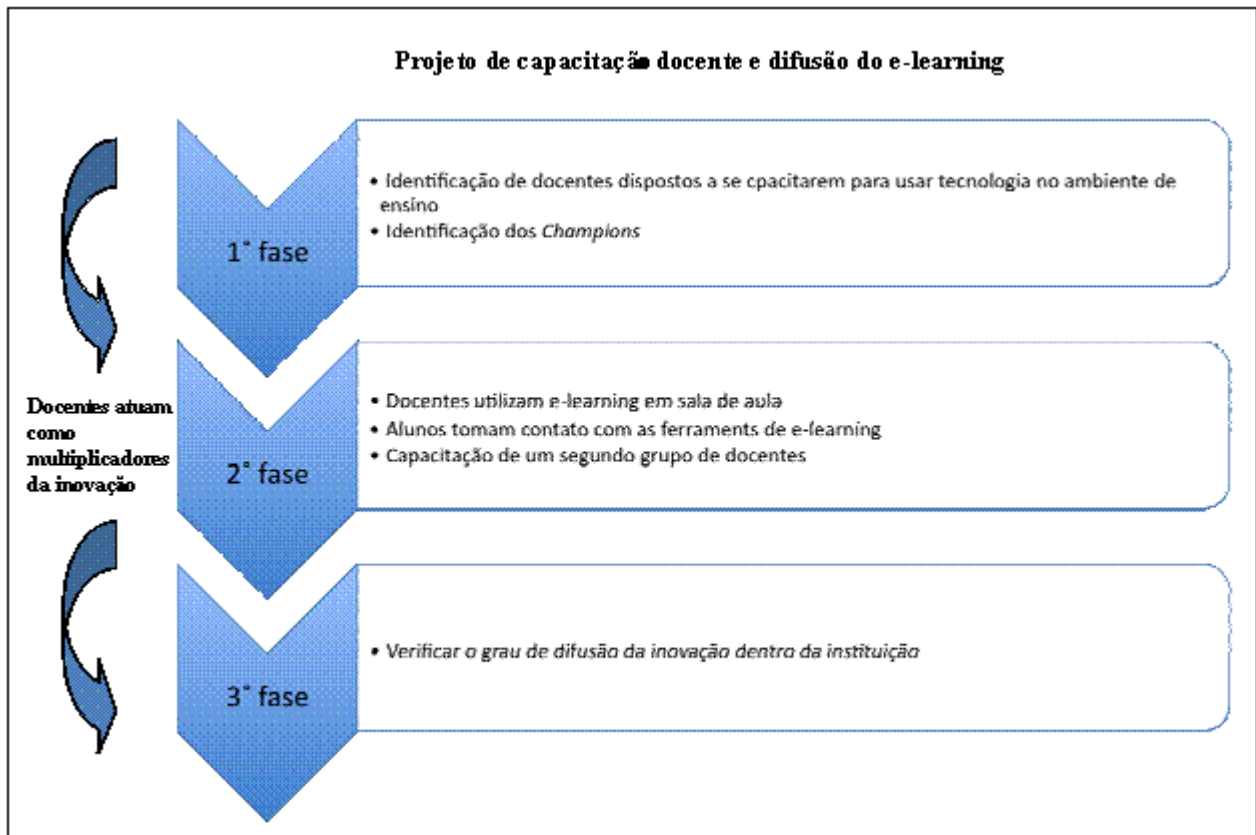 Projeto de capacitação docente e difusão do e-learning
1° fase
• Identificação de docentes dispostos a se cpacitarem para usar tecnologia no ambiente de
ensino
• Identificação dos Champions
Docentes atuam
como
multiplicadores
da inovação
2° fase
• Docentes utilizam e-learning em sala de aula
• Alunos tomam contato com as ferraments de e-learning
• Capacitação de um segundo grupo de docentes
3° fase
• Verificar o grau de difusão da inovação dentro da instituição